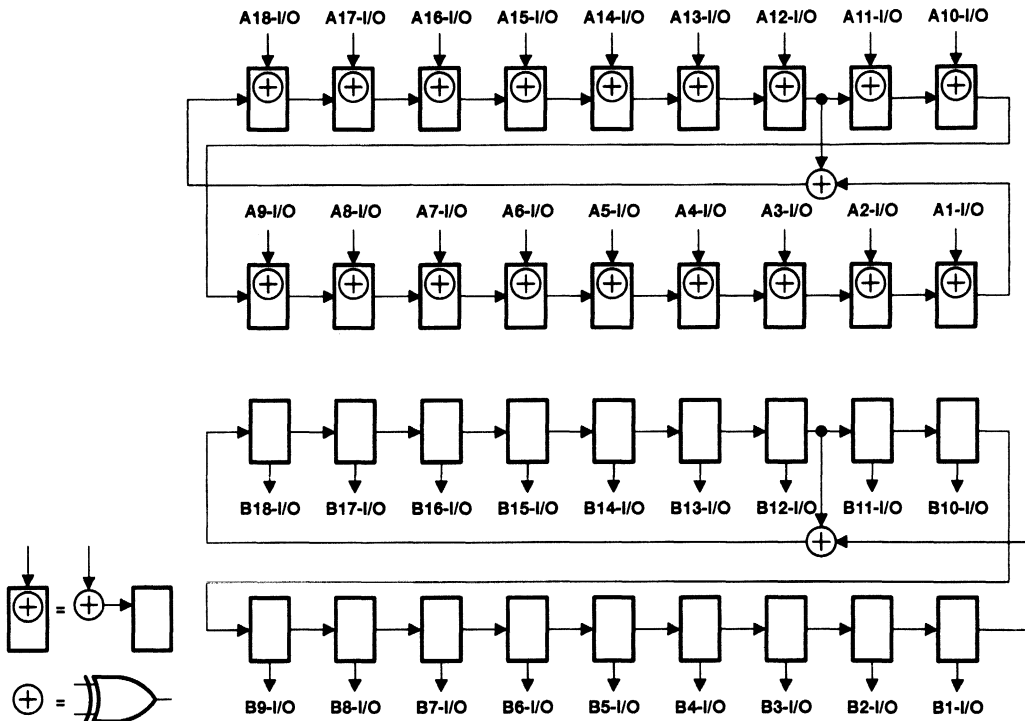 A18-I/O A17-I/O A16-I/O A15-I/O A14-I/O A13-I/O A12-I/O A11-I/O A10-I/O
A9-I/O A8-I/O A7-I/O A6-I/O A5-I/O A4-I/O A3-I/O A2-I/O A1-I/O
B18-I/O B17-I/O B16-I/O B15-I/O B14-I/O B13-I/O B12-I/O B11-I/O B10-I/O
=
=
B9-I/O B8-I/O B7-I/O B6-I/O B5-I/O B4-I/O B3-I/O B2-I/O B1-I/O